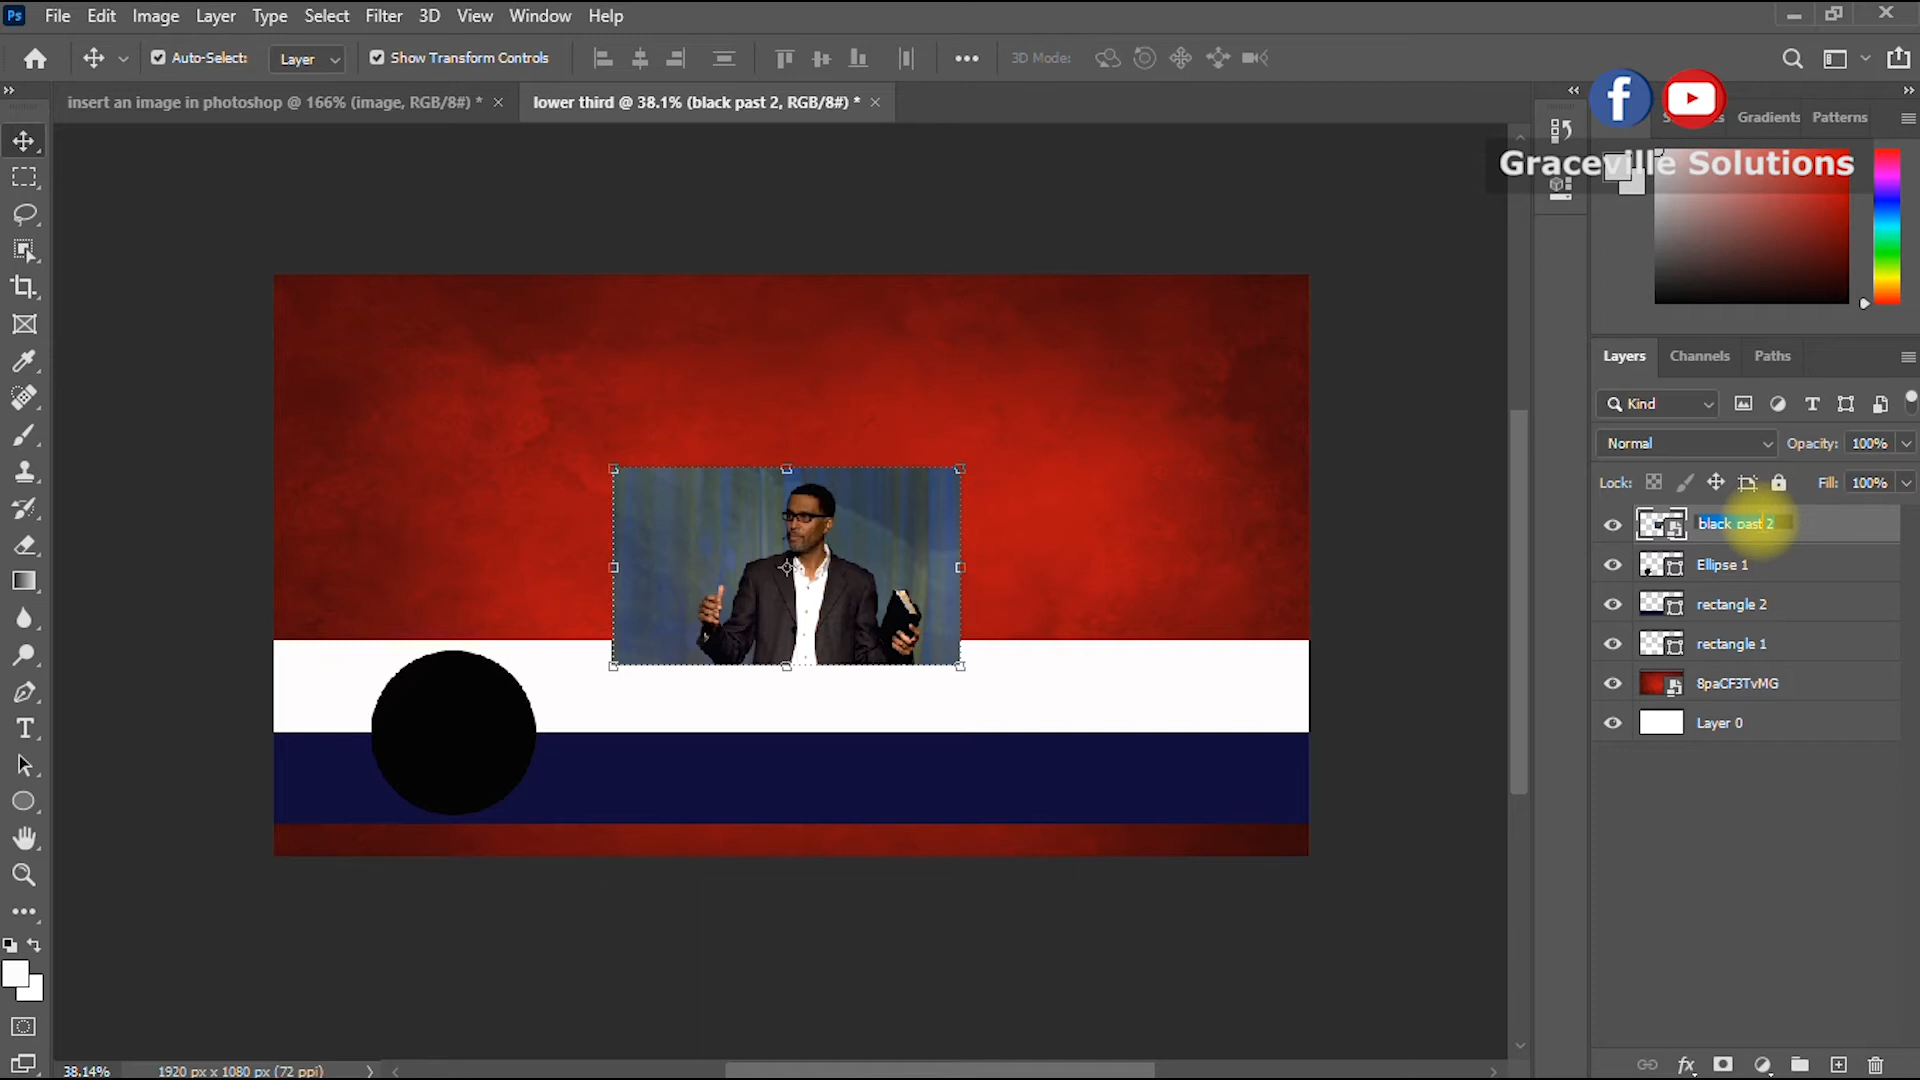 Ps File Edit Image Layer Type Select Filter 3D View Window Help
Auto-Select: Layer Show Transform Controls 3D Mode:
insert an image in photoshop @ 166% (image, RGB/8#) * lower third @ 38.1% (black past 2, RGB/8#) *
Gradients Patterns
Graceville Solutions
Layers Channels Paths
Kind
Normal Opacity: 100%
Lock: Fill: 100%
black past 2
Ellipse 1
rectangle 2
rectangle 1
8paCF3TvMG
Layer 0
38.14% 1920 px x 1080 px (72 ppi)